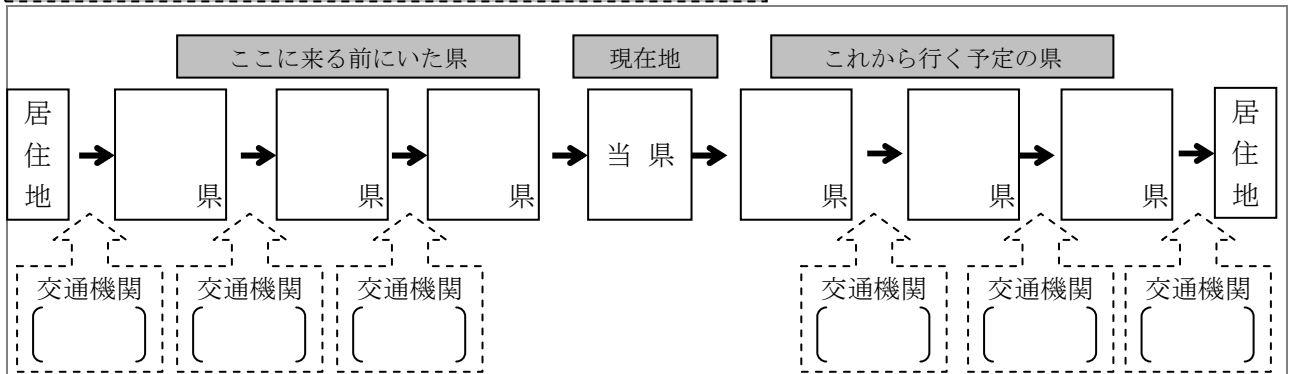 ここに来る前にいた県 現在地 これから行く予定の県
居住地 県 県 県 当 県 県 県 県 居住地
交通機関 交通機関 交通機関 交通機関 交通機関 交通機関